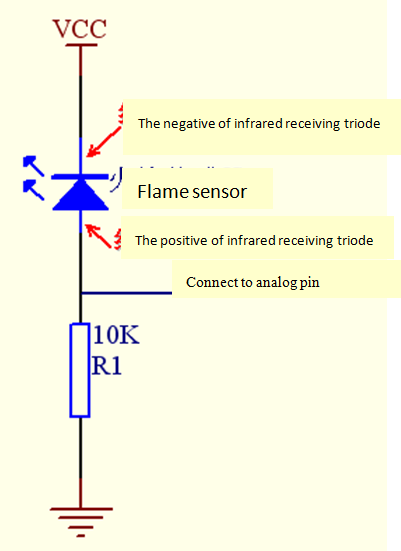 VCC
The negative of infrared receiving triode
Flame sensor
The positive of infrared receiving triode
Connect to analog pin
10K
R1